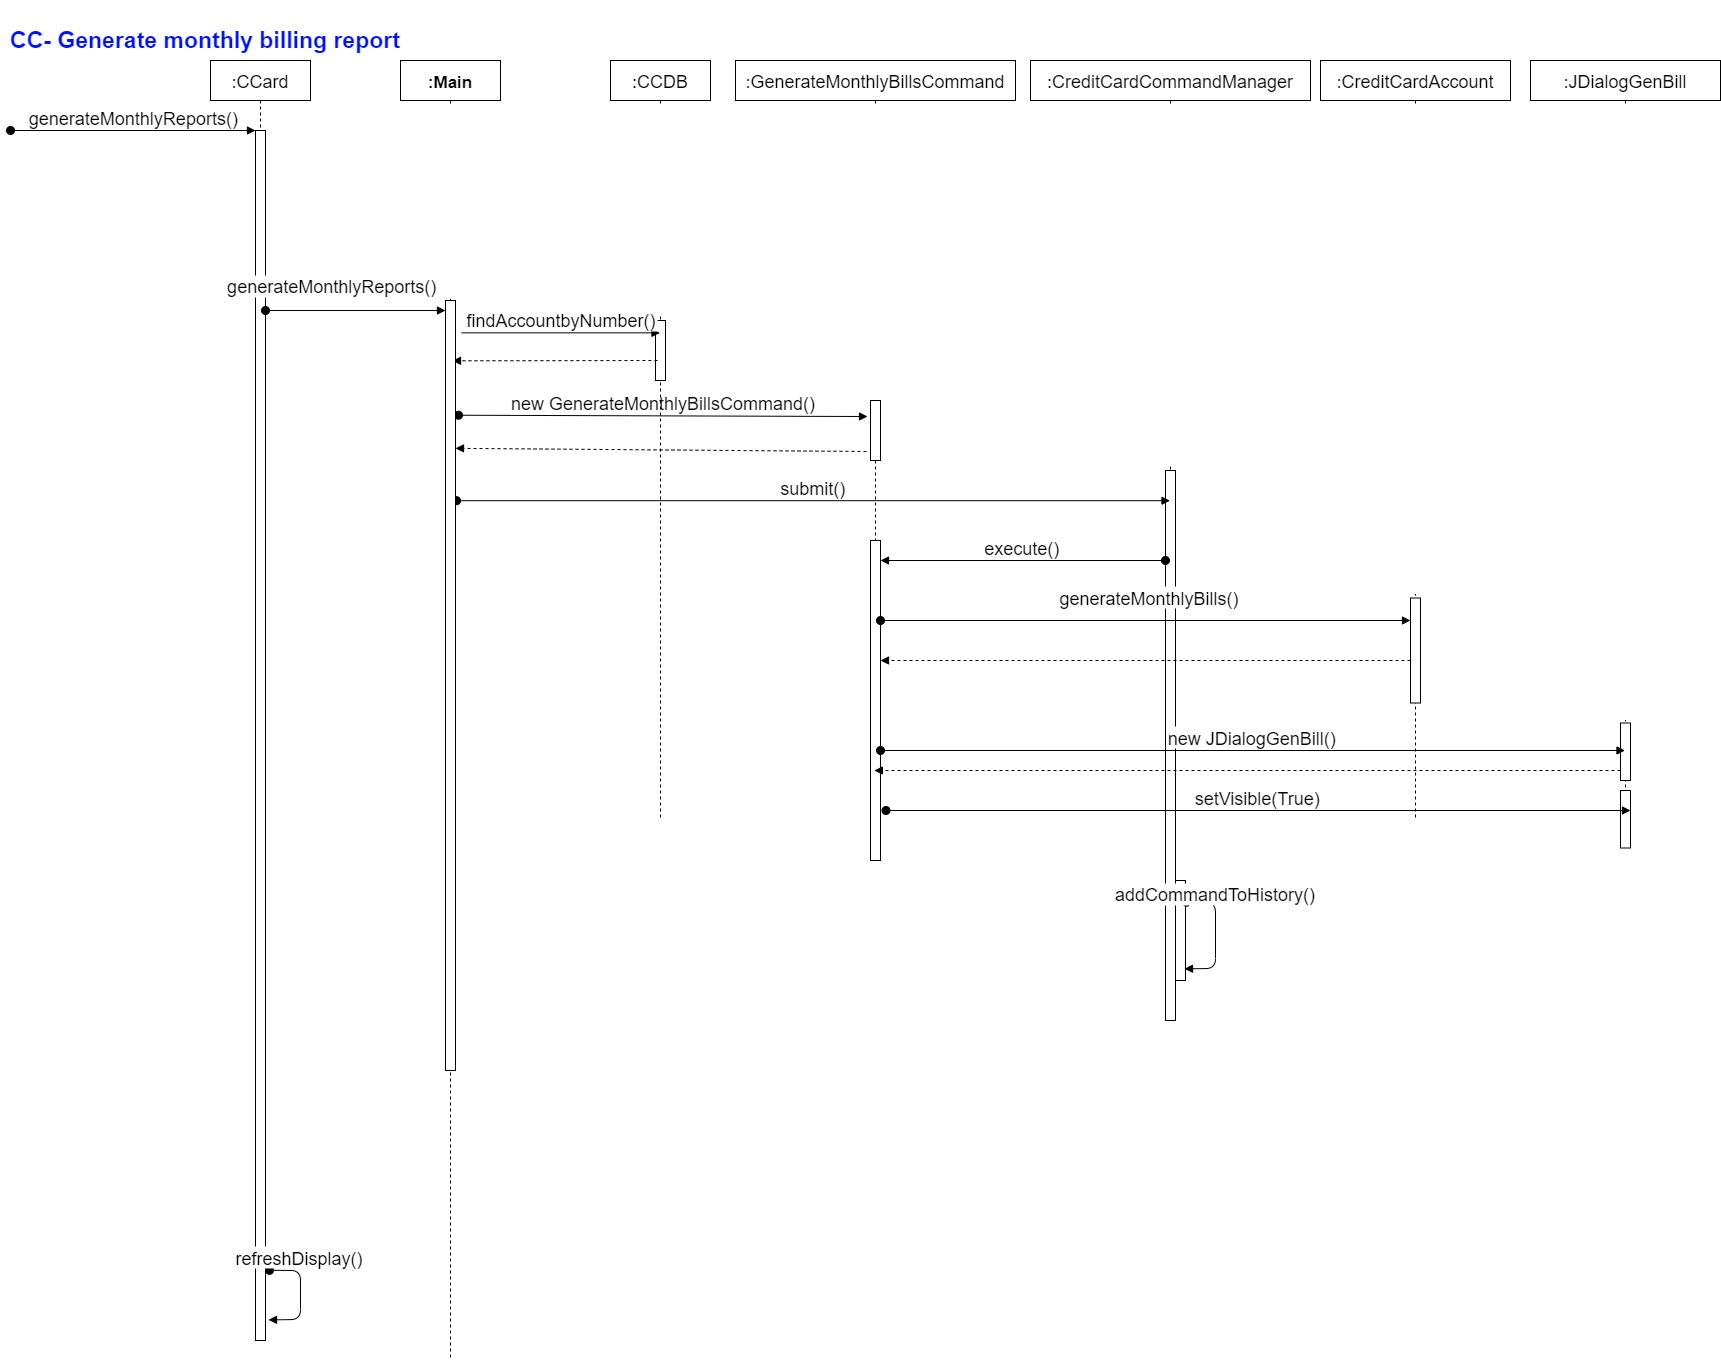 CC- Generate monthly billing report
:CCard
:Main
:CCDB
:GenerateMonthlyBillsCommand
:CreditCardCommandManager
:CreditCardAccount
:JDialogGenBill
generateMonthlyReports()
generateMonthlyReports()
findAccountbyNumber()
new GenerateMonthlyBillsCommand()
submit()
execute()
generateMonthlyBills()
new JDialogGenBill()
setVisible(True)
addCommandToHistory()
refreshDisplay()